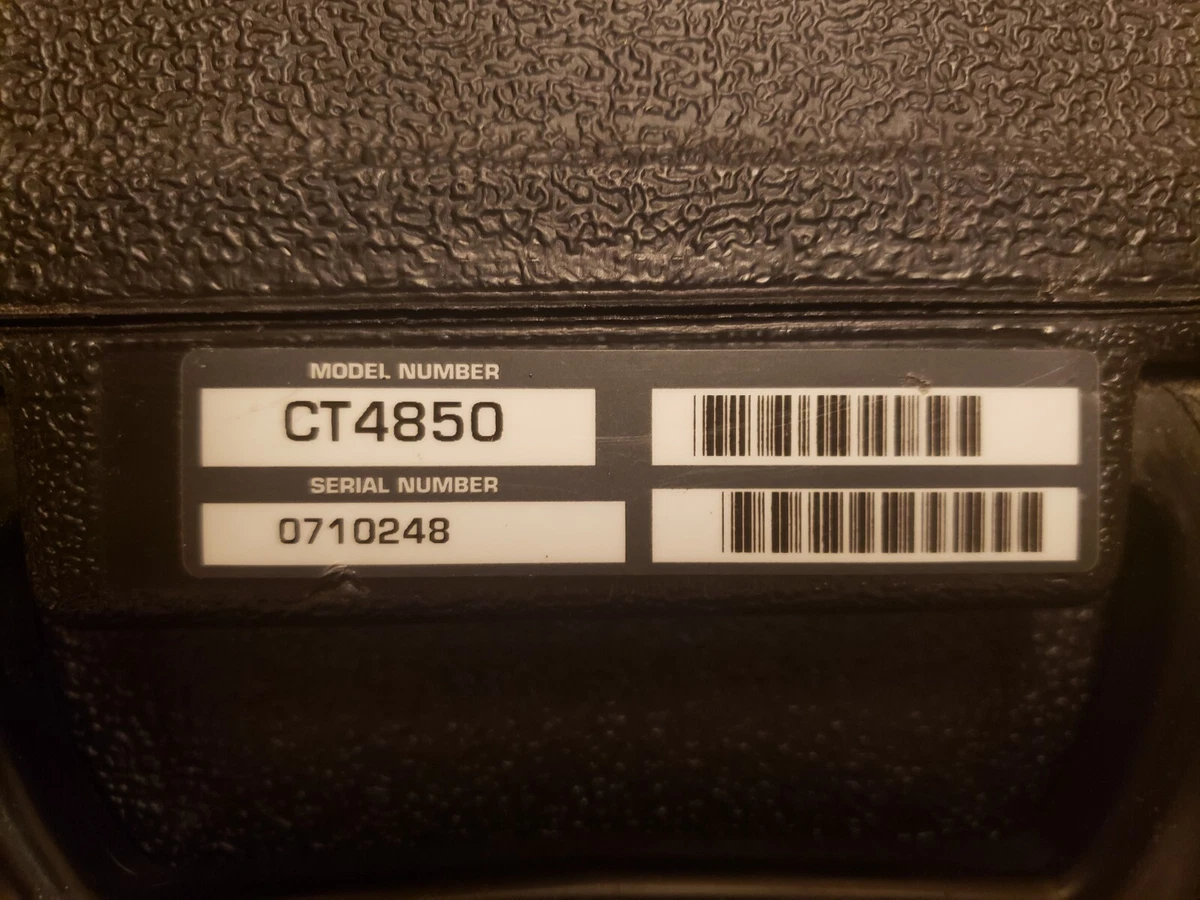 MODEL NUMBER
CT4850
SERIAL NUMBER
0710248